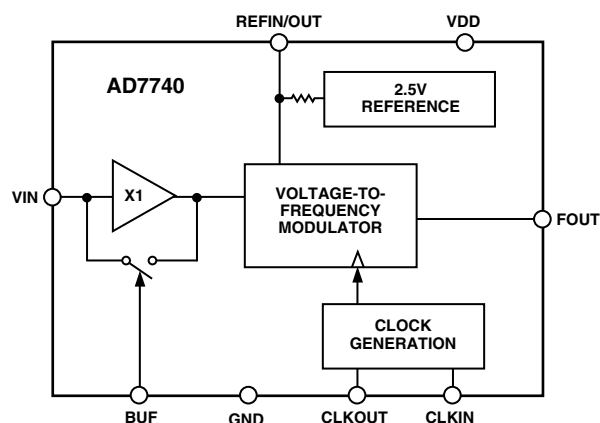 REFIN/OUT
VDD
AD7740
2.5V
REFERENCE
X1
VIN
VOLTAGE-TO-
FREQUENCY
MODULATOR
FOUT
CLOCK
GENERATION
BUF
GND
CLKOUT
CLKIN